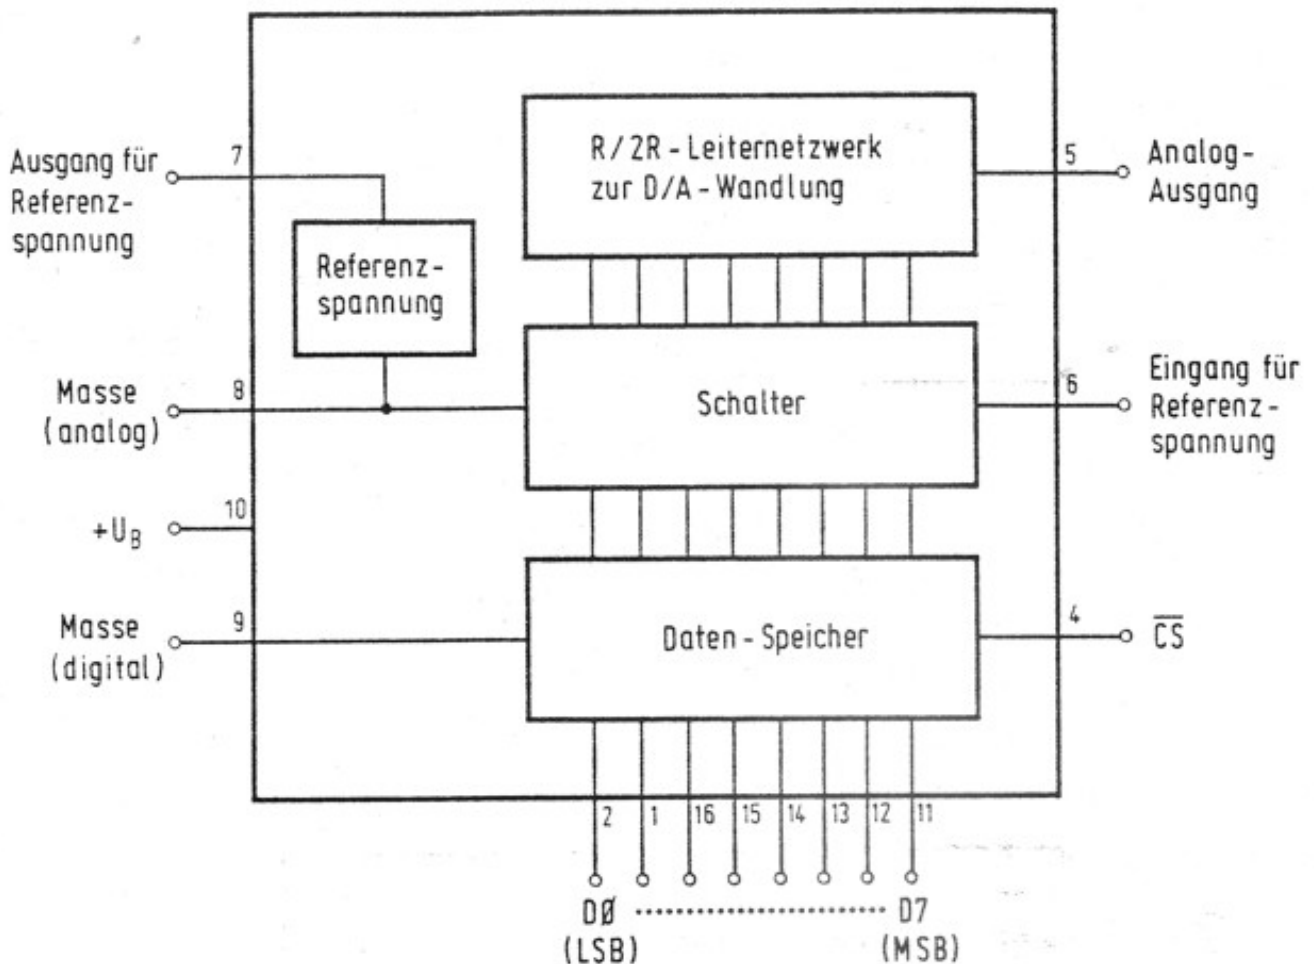 R/2R-Leiternetzwerk
zur D/A-Wandlung
5
Analog-
Ausgang
Ausgang für
Referenz-
spannung
7
Referenz-
spannung
Masse
(analog)
8
Schalter
6
Eingang für
Referenz-
spannung
+UB
10
Masse
(digital)
9
Daten-Speicher
4
CS
2 1 16 15 14 13 12 11
DØ ........................ D7
(LSB) (MSB)